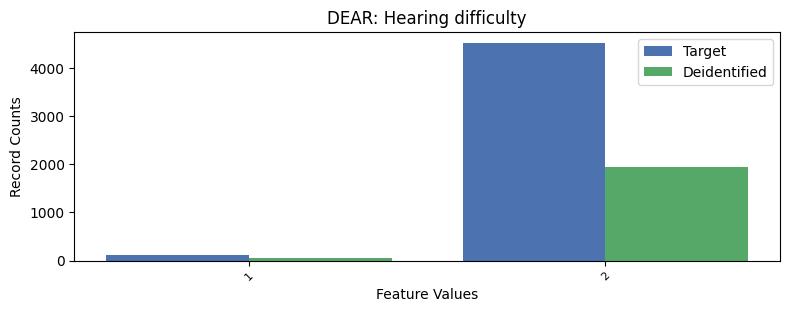 DEAR: Hearing difficulty
Target
Deidentified
Record Counts
4000
3000
2000
1000
0
1
2
Feature Values